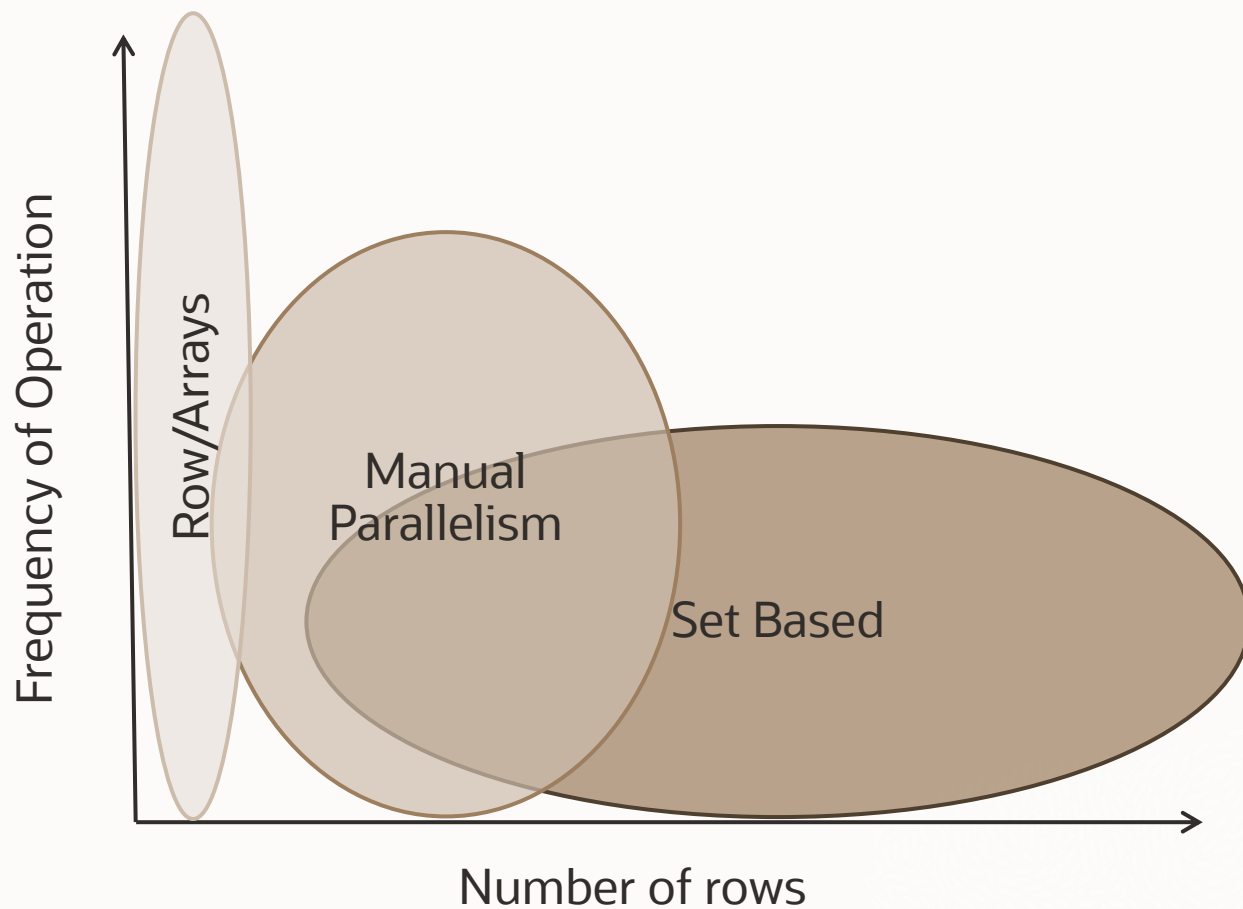 Frequency of Operation
Row/Arrays
Manual
Parallelism
Set Based
Number of rows